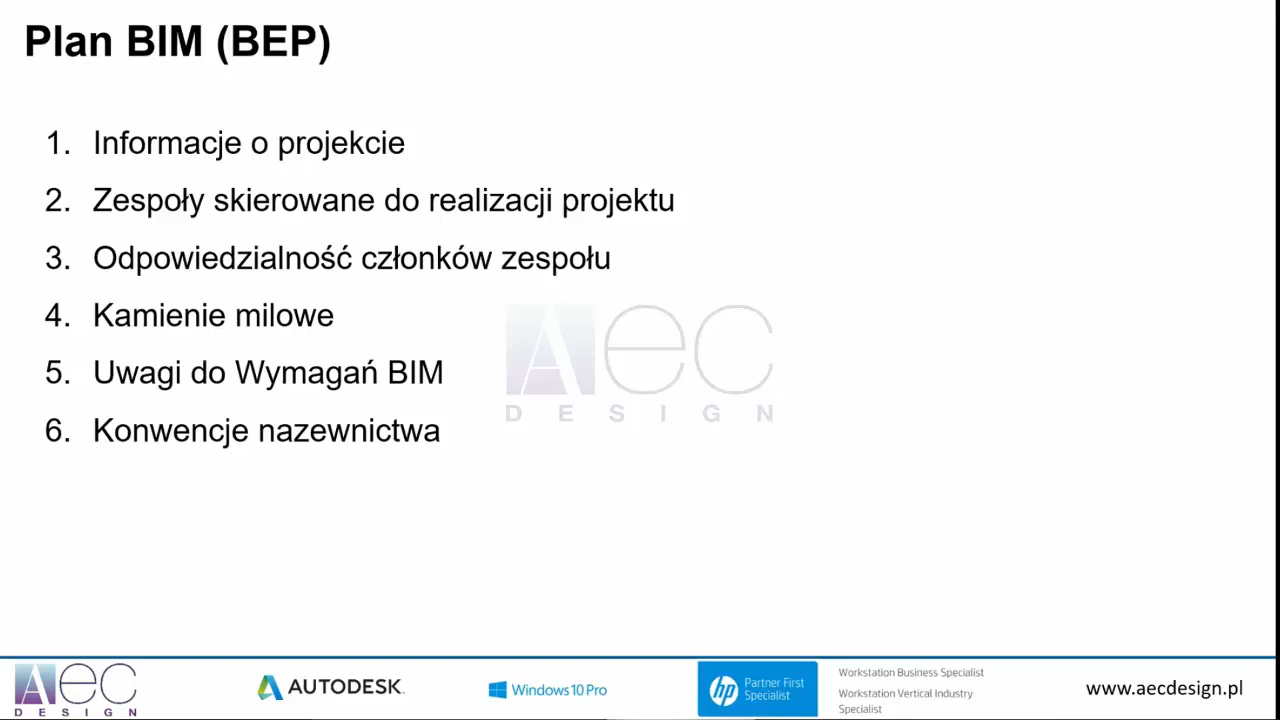 Plan BIM (BEP)
1. Informacje o projekcie
2. Zespoły skierowane do realizacji projektu
3. Odpowiedzialność członków zespołu
4. Kamienie milowe
5. Uwagi do Wymagań BIM
6. Konwencje nazewnictwa
AEC
DESIGN
AEC
DESIGN
AUTODESK.
Windows 10 Pro
hp
Partner First
Specialist
Workstation Business Specialist
Workstation Vertical Industry
Specialist
www.aecdesign.pl